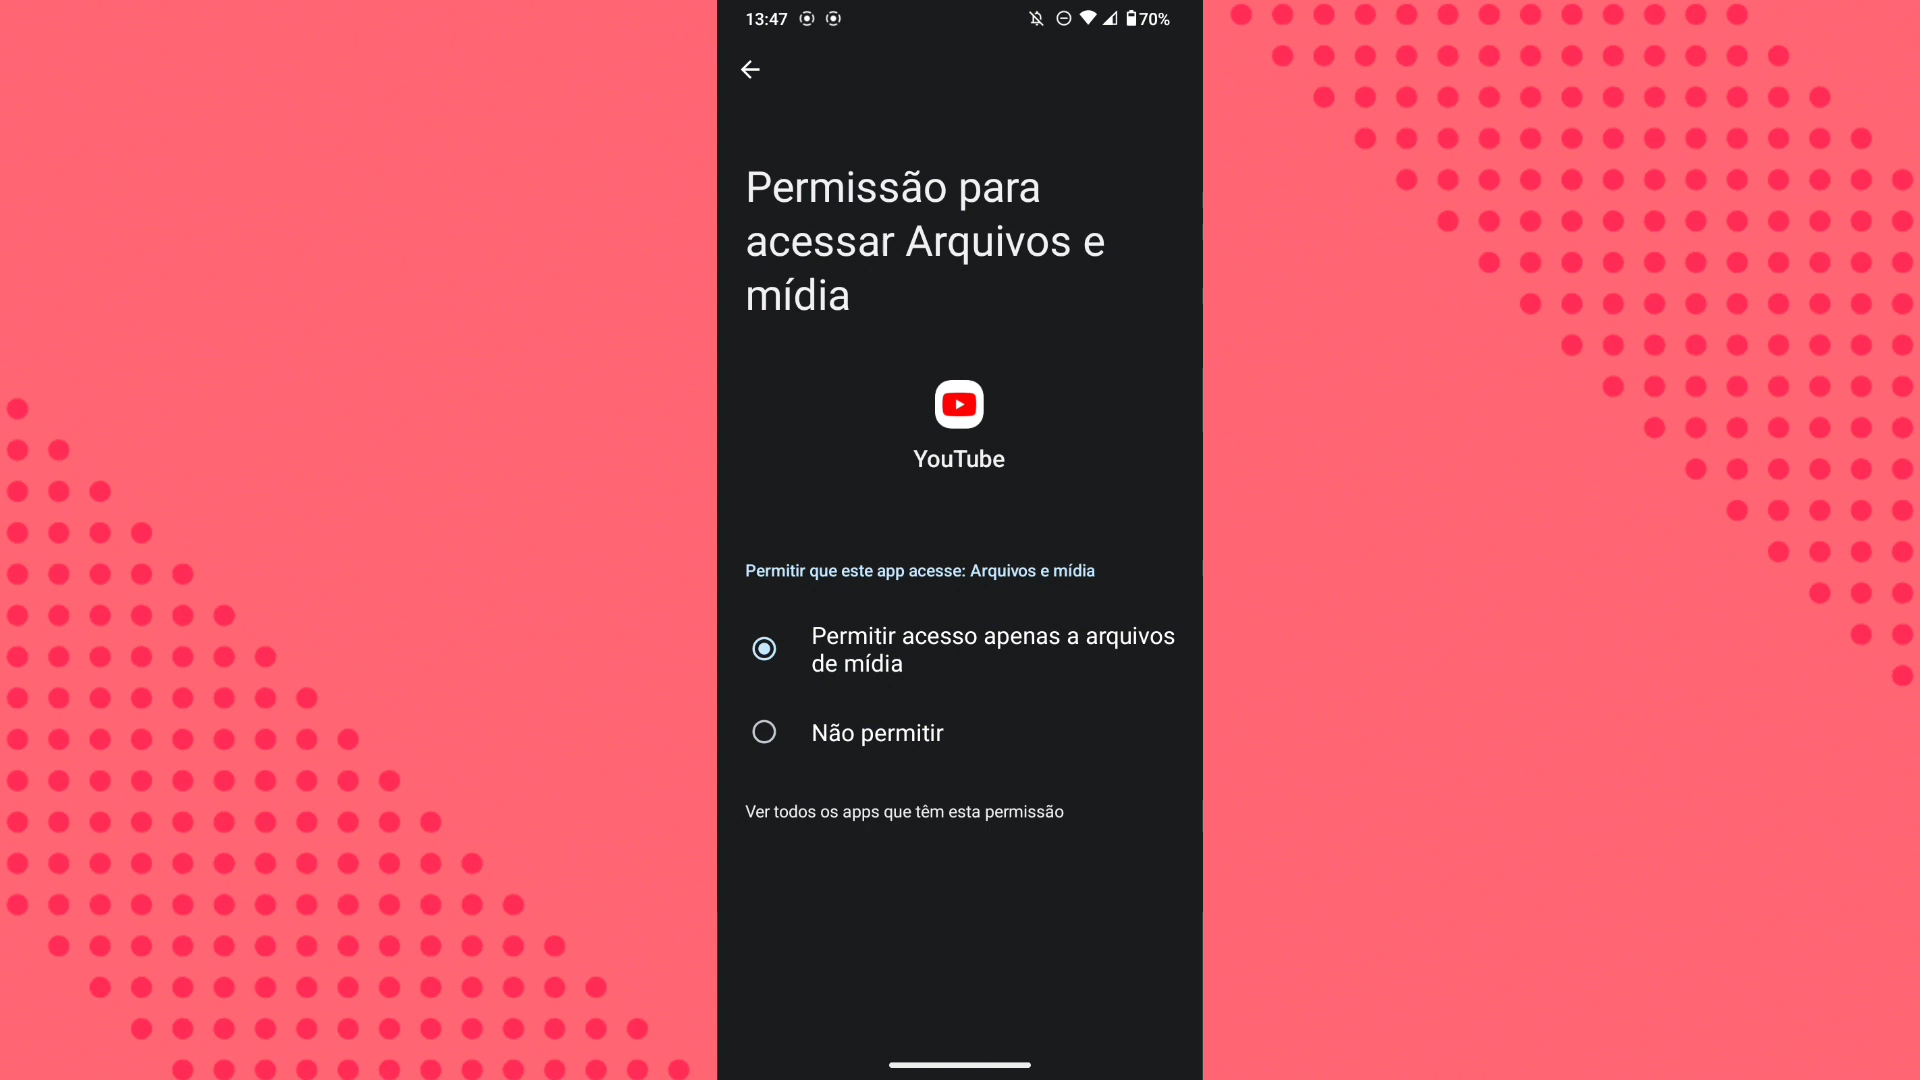 13:47 70%
Permissão para
acessar Arquivos e
mídia
YouTube
Permitir que este app acesse: Arquivos e mídia
Permitir acesso apenas a arquivos
de mídia
Não permitir
Ver todos os apps que têm esta permissão